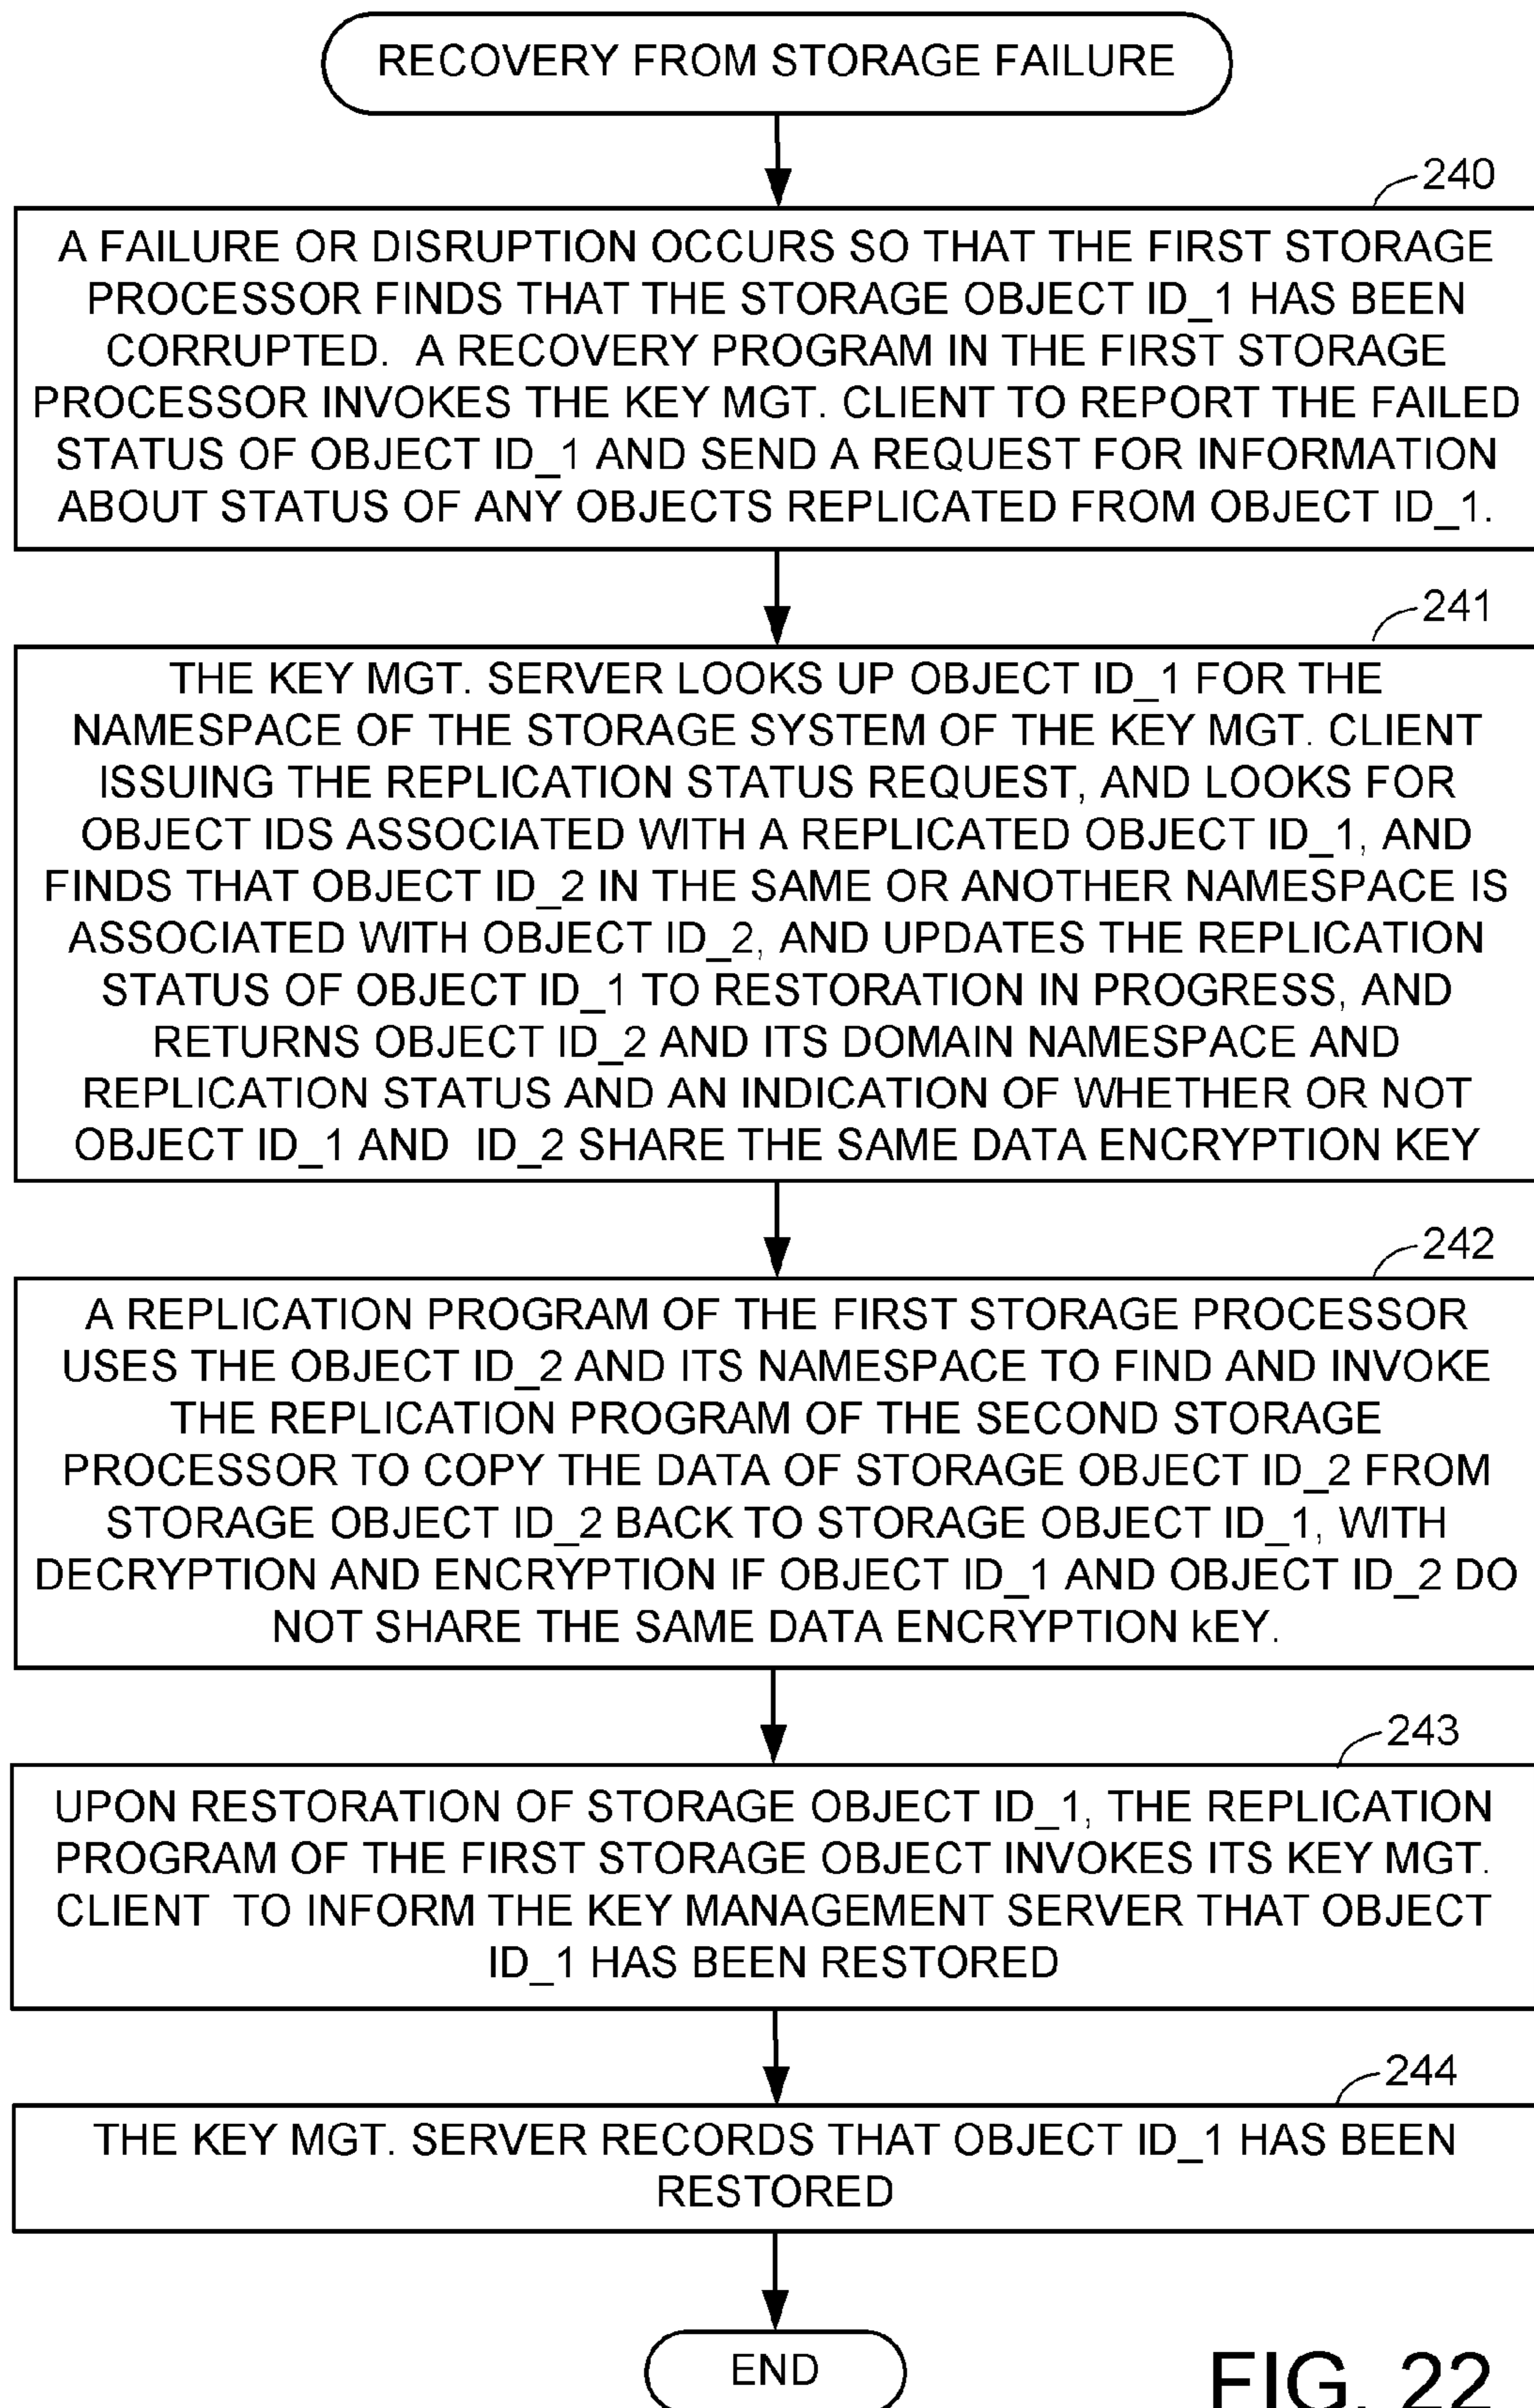 RECOVERY FROM STORAGE FAILURE
240
A FAILURE OR DISRUPTION OCCURS SO THAT THE FIRST STORAGE
PROCESSOR FINDS THAT THE STORAGE OBJECT ID_1 HAS BEEN
CORRUPTED. A RECOVERY PROGRAM IN THE FIRST STORAGE
PROCESSOR INVOKES THE KEY MGT. CLIENT TO REPORT THE FAILED
STATUS OF OBJECT ID_1 AND SEND A REQUEST FOR INFORMATION
ABOUT STATUS OF ANY OBJECTS REPLICATED FROM OBJECT ID_1.
241
THE KEY MGT. SERVER LOOKS UP OBJECT ID_1 FOR THE
NAMESPACE OF THE STORAGE SYSTEM OF THE KEY MGT. CLIENT
ISSUING THE REPLICATION STATUS REQUEST, AND LOOKS FOR
OBJECT IDS ASSOCIATED WITH A REPLICATED OBJECT ID_1, AND
FINDS THAT OBJECT ID_2 IN THE SAME OR ANOTHER NAMESPACE IS
ASSOCIATED WITH OBJECT ID_2, AND UPDATES THE REPLICATION
STATUS OF OBJECT ID_1 TO RESTORATION IN PROGRESS, AND
RETURNS OBJECT ID_2 AND ITS DOMAIN NAMESPACE AND
REPLICATION STATUS AND AN INDICATION OF WHETHER OR NOT
OBJECT ID_1 AND ID_2 SHARE THE SAME DATA ENCRYPTION KEY
242
A REPLICATION PROGRAM OF THE FIRST STORAGE PROCESSOR
USES THE OBJECT ID_2 AND ITS NAMESPACE TO FIND AND INVOKE
THE REPLICATION PROGRAM OF THE SECOND STORAGE
PROCESSOR TO COPY THE DATA OF STORAGE OBJECT ID_2 FROM
STORAGE OBJECT ID_2 BACK TO STORAGE OBJECT ID_1, WITH
DECRYPTION AND ENCRYPTION IF OBJECT ID_1 AND OBJECT ID_2 DO
NOT SHARE THE SAME DATA ENCRYPTION kEY.
243
UPON RESTORATION OF STORAGE OBJECT ID_1, THE REPLICATION
PROGRAM OF THE FIRST STORAGE OBJECT INVOKES ITS KEY MGT.
CLIENT TO INFORM THE KEY MANAGEMENT SERVER THAT OBJECT
ID_1 HAS BEEN RESTORED
244
THE KEY MGT. SERVER RECORDS THAT OBJECT ID_1 HAS BEEN
RESTORED
END
FIG. 22